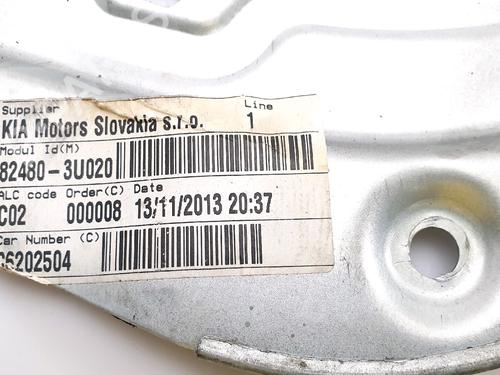 Supplier Line
KIA Motors Slovakia s.r.o. 1
Modul Id(M)
82480-3U020
ALC code Order(C) Date
C02 000008 13/11/2013 20:37
Car Number (C)
C6202504